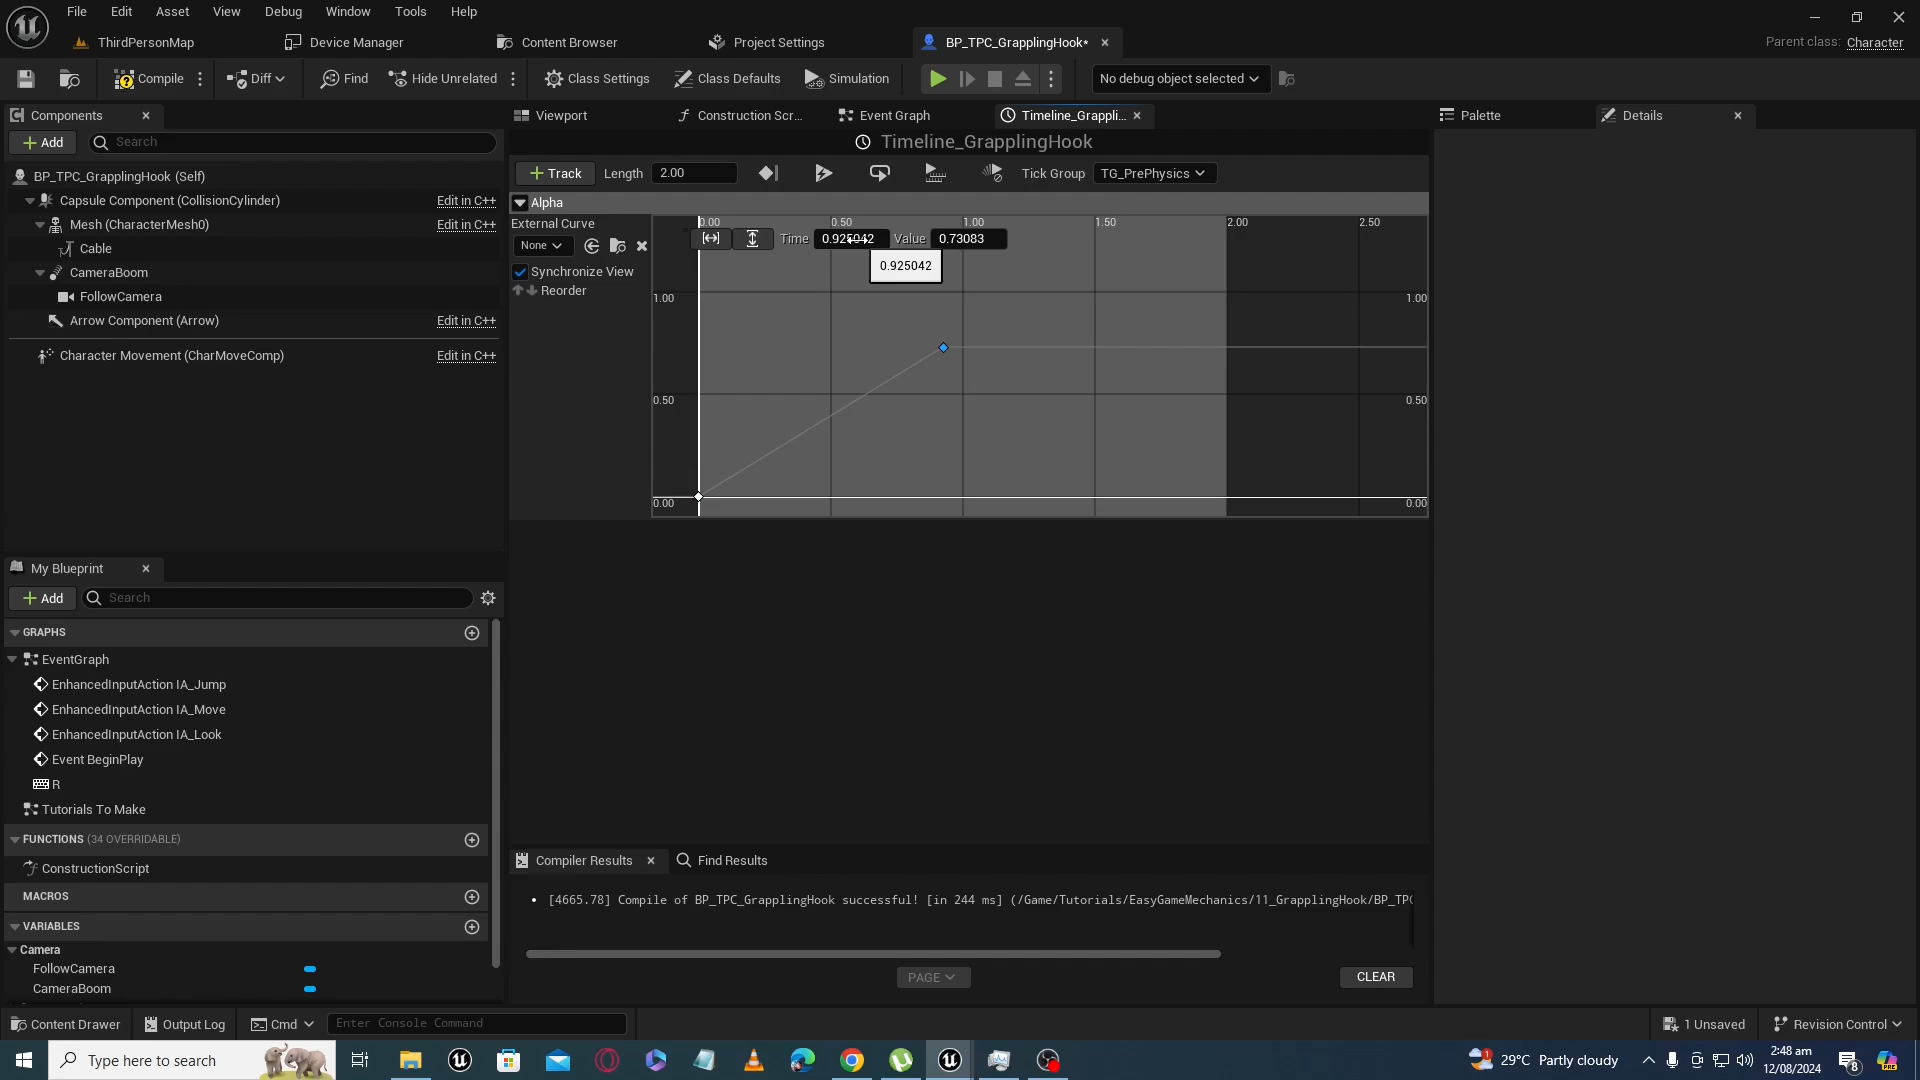 File Edit Asset View Debug Window Tools Help
ThirdPersonMap Device Manager Content Browser Project Settings BP_TPC_GrapplingHook* Parent class: Character
Compile Diff Find Hide Unrelated Class Settings Class Defaults Simulation No debug object selected
Components Viewport Construction Scr... Event Graph Timeline_Grappli... Palette Details
Add Search
Timeline_GrapplingHook
Track Length 2.00 Tick Group TG_PrePhysics
BP_TPC_GrapplingHook (Self)
Capsule Component (CollisionCylinder) Edit in C++
Mesh (CharacterMesh0) Edit in C++
Cable
CameraBoom
FollowCamera
Arrow Component (Arrow) Edit in C++
Character Movement (CharMoveComp) Edit in C++
Alpha
External Curve
None
Synchronize View
Reorder
0.00 0.50 1.00 1.50 2.00 2.50
Time 0.925042 Value 0.73083
0.925042
1.00 1.00
0.50 0.50
0.00 0.00
My Blueprint
Add Search
GRAPHS
EventGraph
EnhancedInputAction IA_Jump
EnhancedInputAction IA_Move
EnhancedInputAction IA_Look
Event BeginPlay
R
Tutorials To Make
FUNCTIONS (34 OVERRIDABLE)
ConstructionScript
MACROS
VARIABLES
Camera
FollowCamera
CameraBoom
Compiler Results Find Results
[4665.78] Compile of BP_TPC_GrapplingHook successful! [in 244 ms] (/Game/Tutorials/EasyGameMechanics/11_GrapplingHook/BP_TPC
PAGE CLEAR
Content Drawer Output Log Cmd Enter Console Command 1 Unsaved Revision Control
Type here to search 1 29°C Partly cloudy 2:48 am
12/08/2024 8